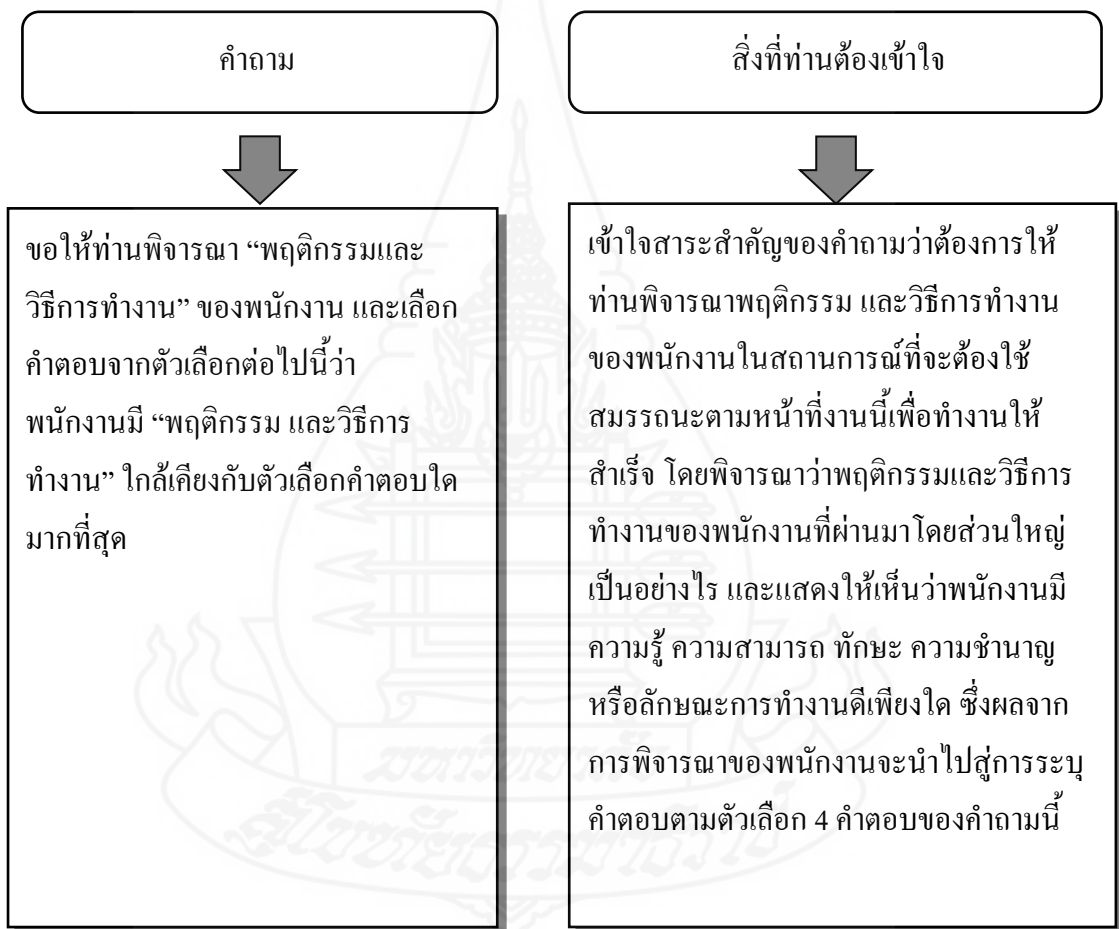 คำถาม
ขอให้ท่านพิจารณา “พฤติกรรมและ
วิธีการทำงาน” ของพนักงาน และเลือก
คำตอบจากตัวเลือกต่อไปนี้ว่า
พนักงานมี “พฤติกรรม และวิธีการ
ทำงาน” ใกล้เคียงกับตัวเลือกคำตอบใด
มากที่สุด
สิ่งที่ท่านต้องเข้าใจ
เข้าใจสาระสำคัญของคำถามว่าต้องการให้
ท่านพิจารณาพฤติกรรม และวิธีการทำงาน
ของพนักงานในสถานการณ์ที่จะต้องใช้
สมรรถนะตามหน้าที่งานนี้เพื่อทำงานให้
สำเร็จ โดยพิจารณาว่าพฤติกรรมและวิธีการ
ทำงานของพนักงานที่ผ่านมาโดยส่วนใหญ่
เป็นอย่างไร และแสดงให้เห็นว่าพนักงานมี
ความรู้ ความสามารถ ทักษะ ความชำนาญ
หรือลักษณะการทำงานดีเพียงใด ซึ่งผลจาก
การพิจารณาของพนักงานจะนำไปสู่การระบุ
คำตอบตามตัวเลือก 4 คำตอบของคำถามนี้
มหาวิทยาลัย
สุโขทัยธรรมาธิราช